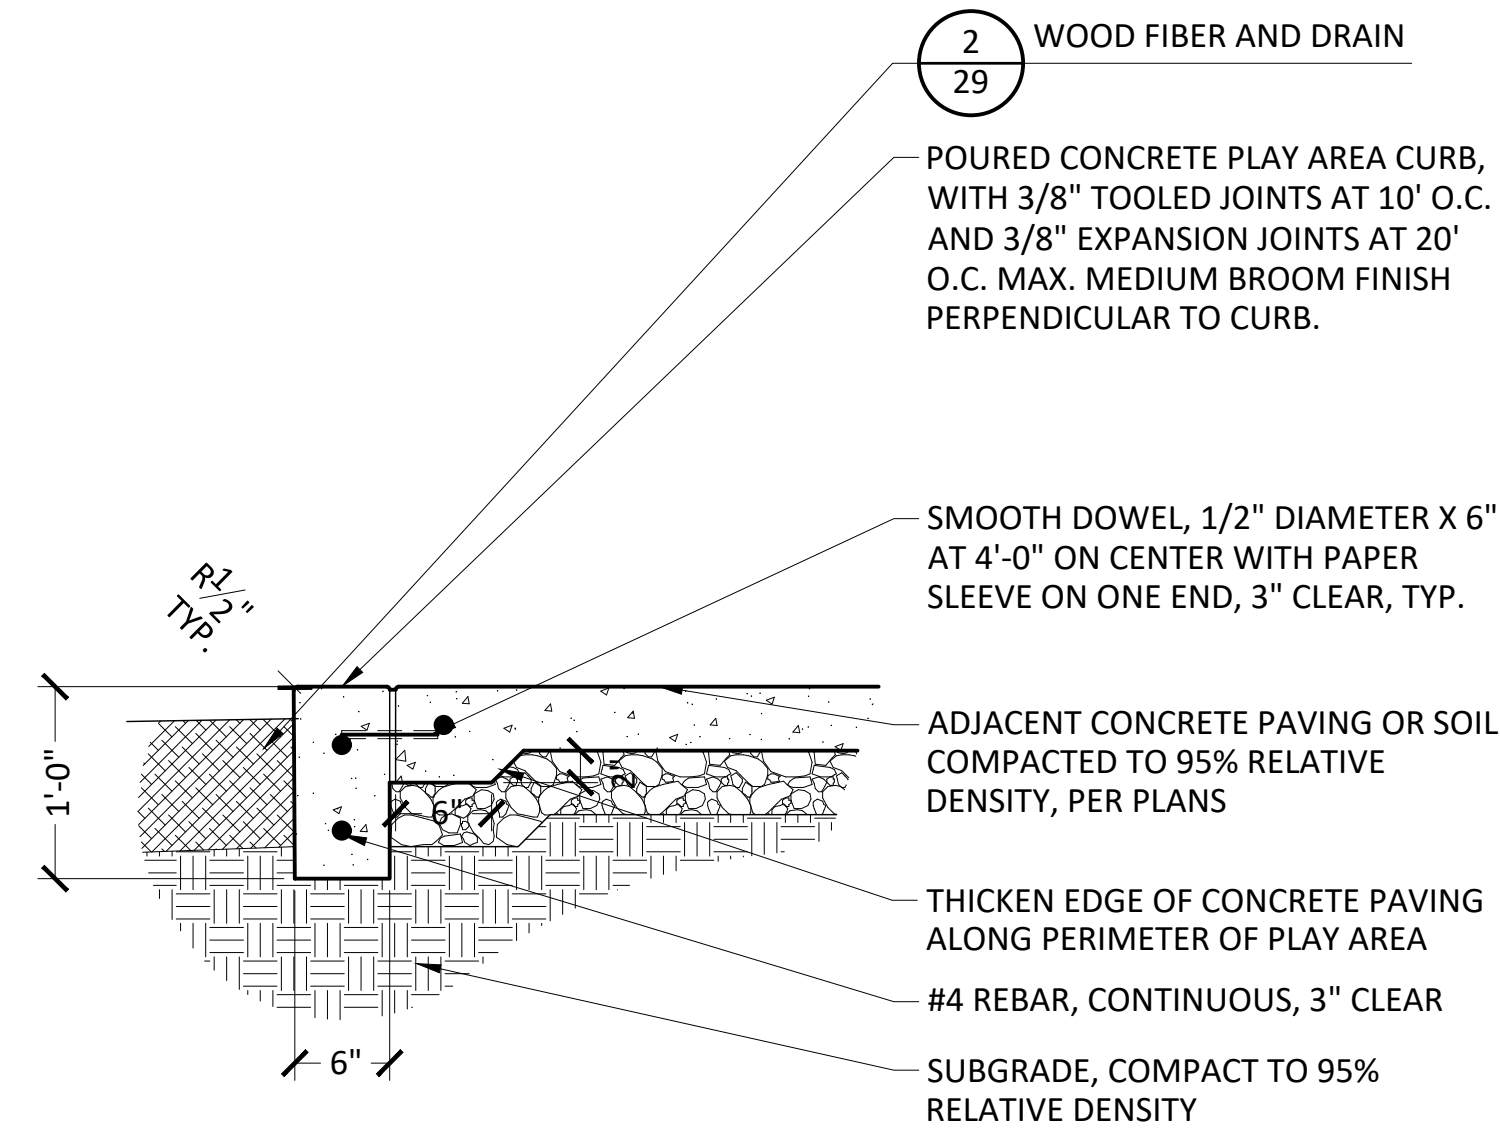 2
29
WOOD FIBER AND DRAIN
POURED CONCRETE PLAY AREA CURB,
WITH 3/8" TOOLED JOINTS AT 10' O.C.
AND 3/8" EXPANSION JOINTS AT 20'
O.C. MAX. MEDIUM BROOM FINISH
PERPENDICULAR TO CURB.
SMOOTH DOWEL, 1/2" DIAMETER X 6"
AT 4'-0" ON CENTER WITH PAPER
SLEEVE ON ONE END, 3" CLEAR, TYP.
R1/2"
TYP.
ADJACENT CONCRETE PAVING OR SOIL
COMPACTED TO 95% RELATIVE
DENSITY, PER PLANS
1'-0"
2"
6"
THICKEN EDGE OF CONCRETE PAVING
ALONG PERIMETER OF PLAY AREA
#4 REBAR, CONTINUOUS, 3" CLEAR
6"
SUBGRADE, COMPACT TO 95%
RELATIVE DENSITY